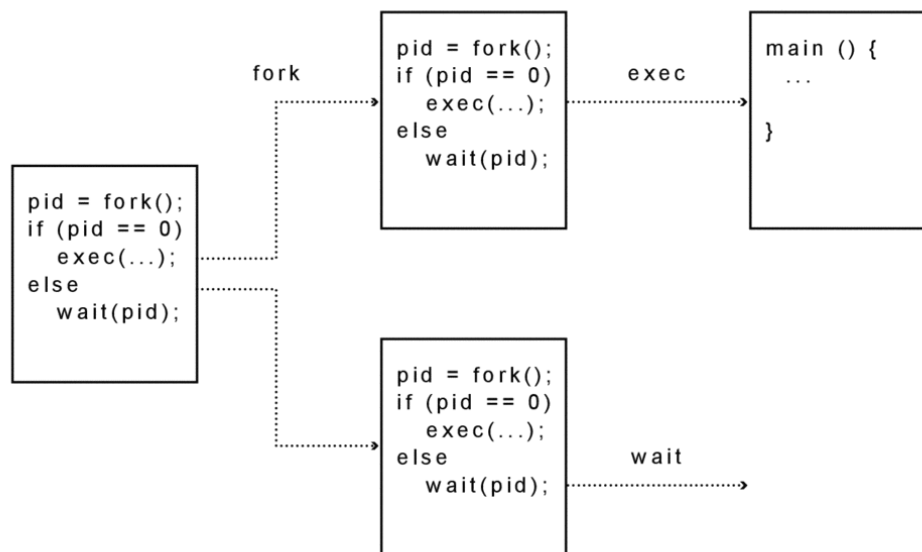 pid = fork();
if (pid == 0)
exec(...);
else
wait(pid);
fork
pid = fork();
if (pid == 0)
exec(...);
else
wait(pid);
exec
main () {
...
}
pid = fork();
if (pid == 0)
exec(...);
else
wait(pid);
wait